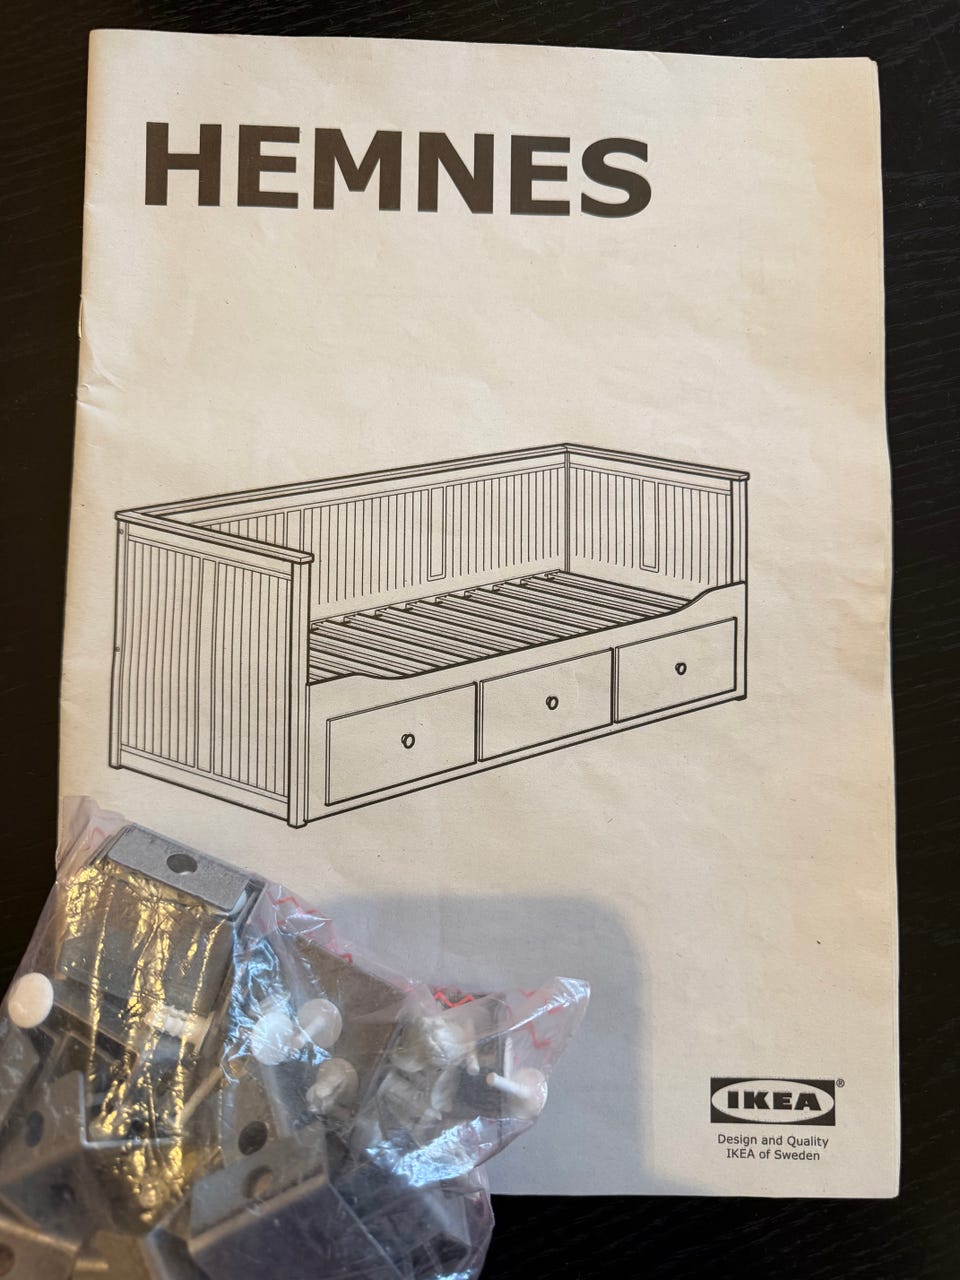 HEMNES
IKEA®
Design and Quality
IKEA of Sweden